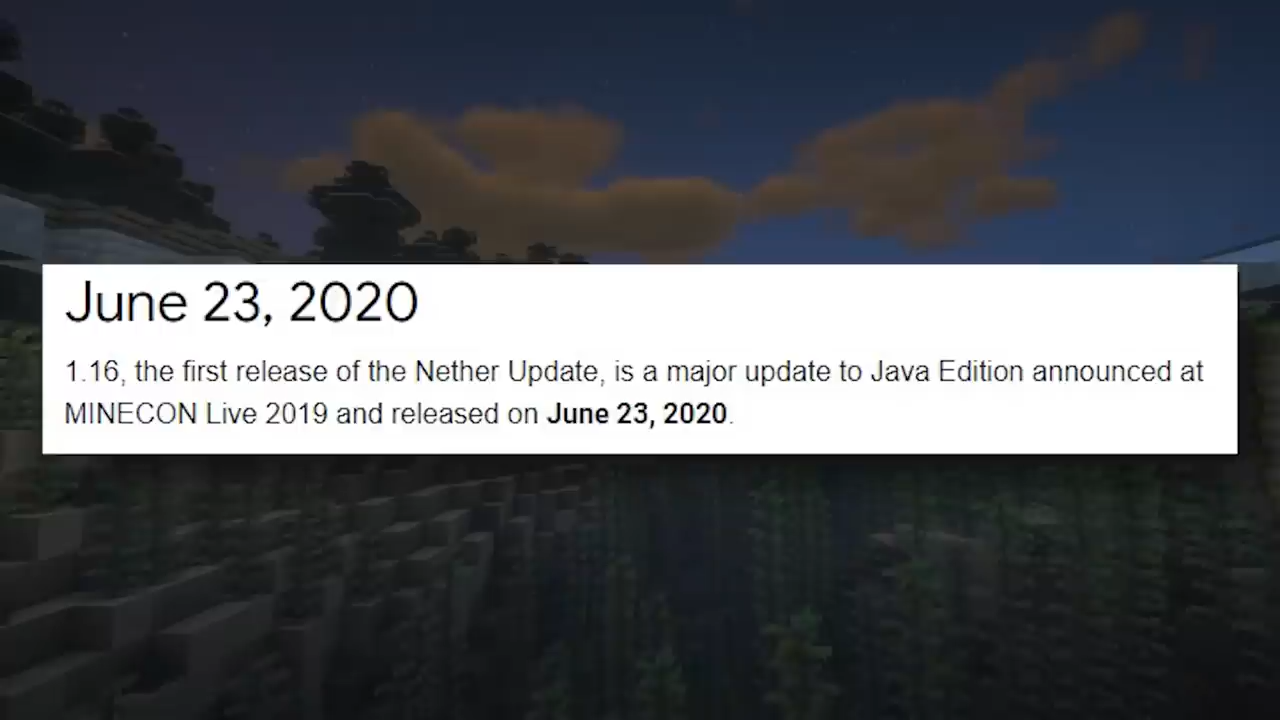 June 23, 2020
1.16, the first release of the Nether Update, is a major update to Java Edition announced at
MINECON Live 2019 and released on June 23, 2020.